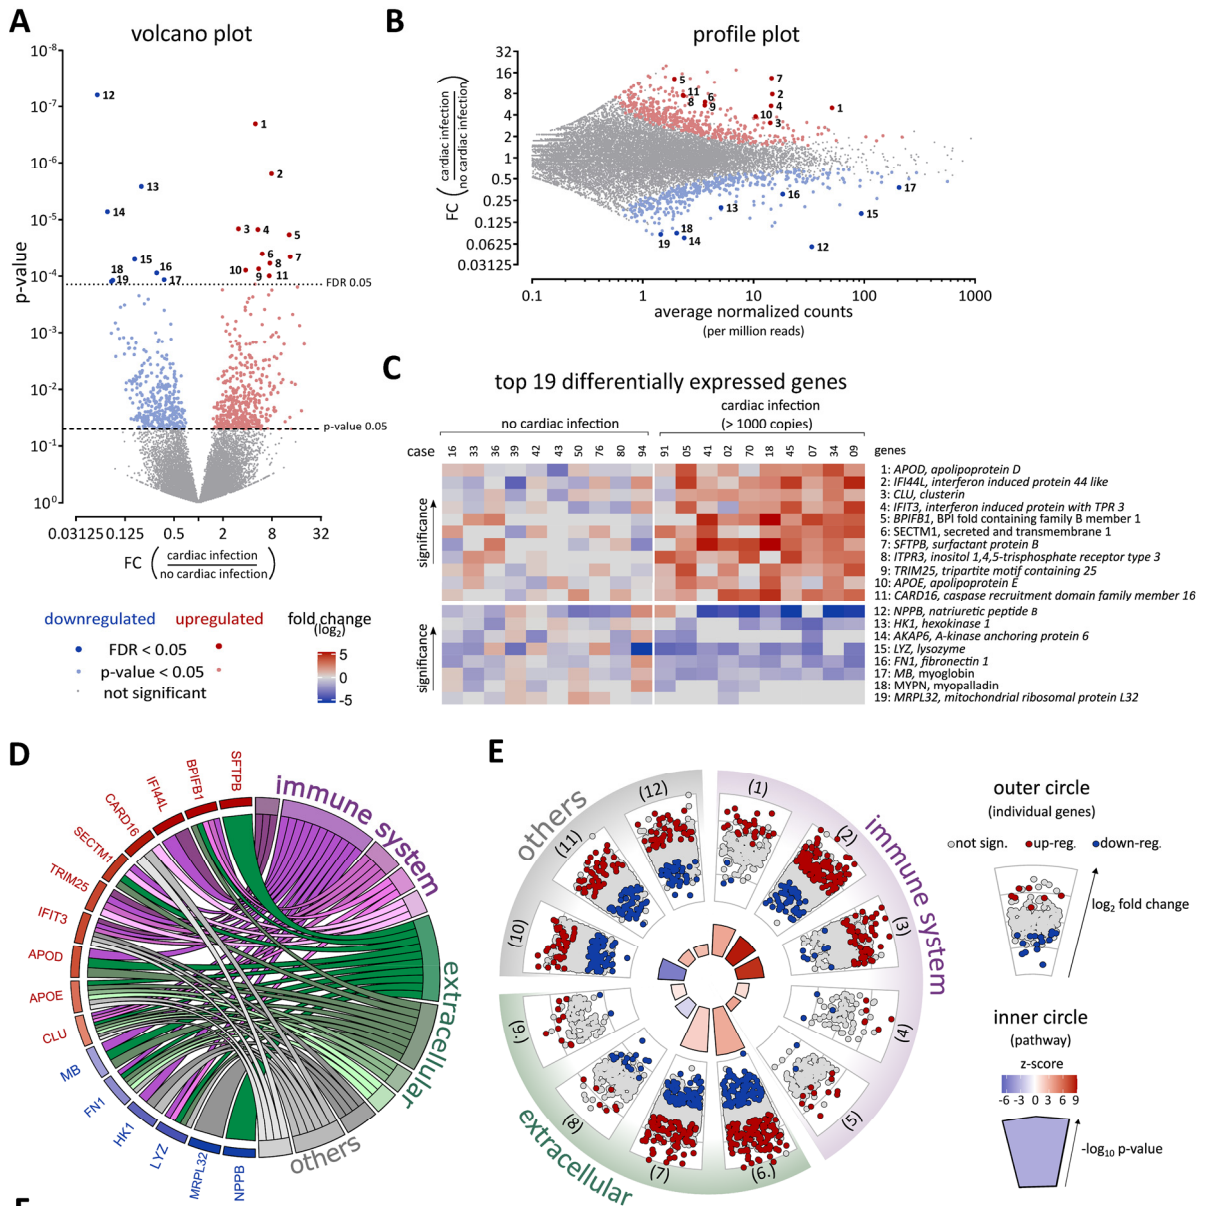 A
volcano plot
10-8
10-7
10-6
10-5
10-4
10-3
10-2
10-1
100
p-value
12
1
2
13
14
3
4
5
15
6
7
18
16
10
8
19
17
9
11
FDR 0.05
p-value 0.05
0.03125 0.125 0.5 2 8 32
FC (cardiac infection / no cardiac infection)
downregulated upregulated
FDR < 0.05
p-value < 0.05
not significant
fold change
(log2)
5
3
0
-3
-5
B
profile plot
32
16
8
4
2
1
0.5
0.25
0.125
0.0625
0.03125
FC (cardiac infection / no cardiac infection)
5
7
11
6
2
8
9
4
1
10
3
17
16
13
15
18
19
14
12
0.1 1 10 100 1000
average normalized counts
(per million reads)
C
top 19 differentially expressed genes
no cardiac infection
cardiac infection
(> 1000 copies)
case 16 33 36 39 42 43 50 76 80 94 91 05 41 02 70 18 45 07 34 09 genes
significance
1: APOD, apolipoprotein D
2: IFI44L, interferon induced protein 44 like
3: CLU, clusterin
4: IFIT3, interferon induced protein with TPR 3
5: BPIFB1, BPI fold containing family B member 1
6: SECTM1, secreted and transmembrane 1
7: SFTPB, surfactant protein B
8: ITPR3, inositol 1,4,5-trisphosphate receptor type 3
9: TRIM25, tripartite motif containing 25
10: APOE, apolipoprotein E
11: CARD16, caspase recruitment domain family member 16
significance
12: NPPB, natriuretic peptide B
13: HK1, hexokinase 1
14: AKAP6, A-kinase anchoring protein 6
15: LYZ, lysozyme
16: FN1, fibronectin 1
17: MB, myoglobin
18: MYPN, myopalladin
19: MRPL32, mitochondrial ribosomal protein L32
D
SFTPB
BPIFB1
IFI44L
CARD16
SECTM1
TRIM25
IFIT3
APOD
APOE
CLU
MB
FN1
HK1
LYZ
MRPL32
NPPB
immune system
extracellular
others
E
others
immune system
extracellular
(1)
(2)
(3)
(4)
(5)
(6.)
(7)
(8)
(9.)
(10)
(11)
(12)
outer circle
(individual genes)
not sign. up-reg. down-reg.
log2 fold change
inner circle
(pathway)
z-score
-6 -3 0 3 6 9
-log10 p-value